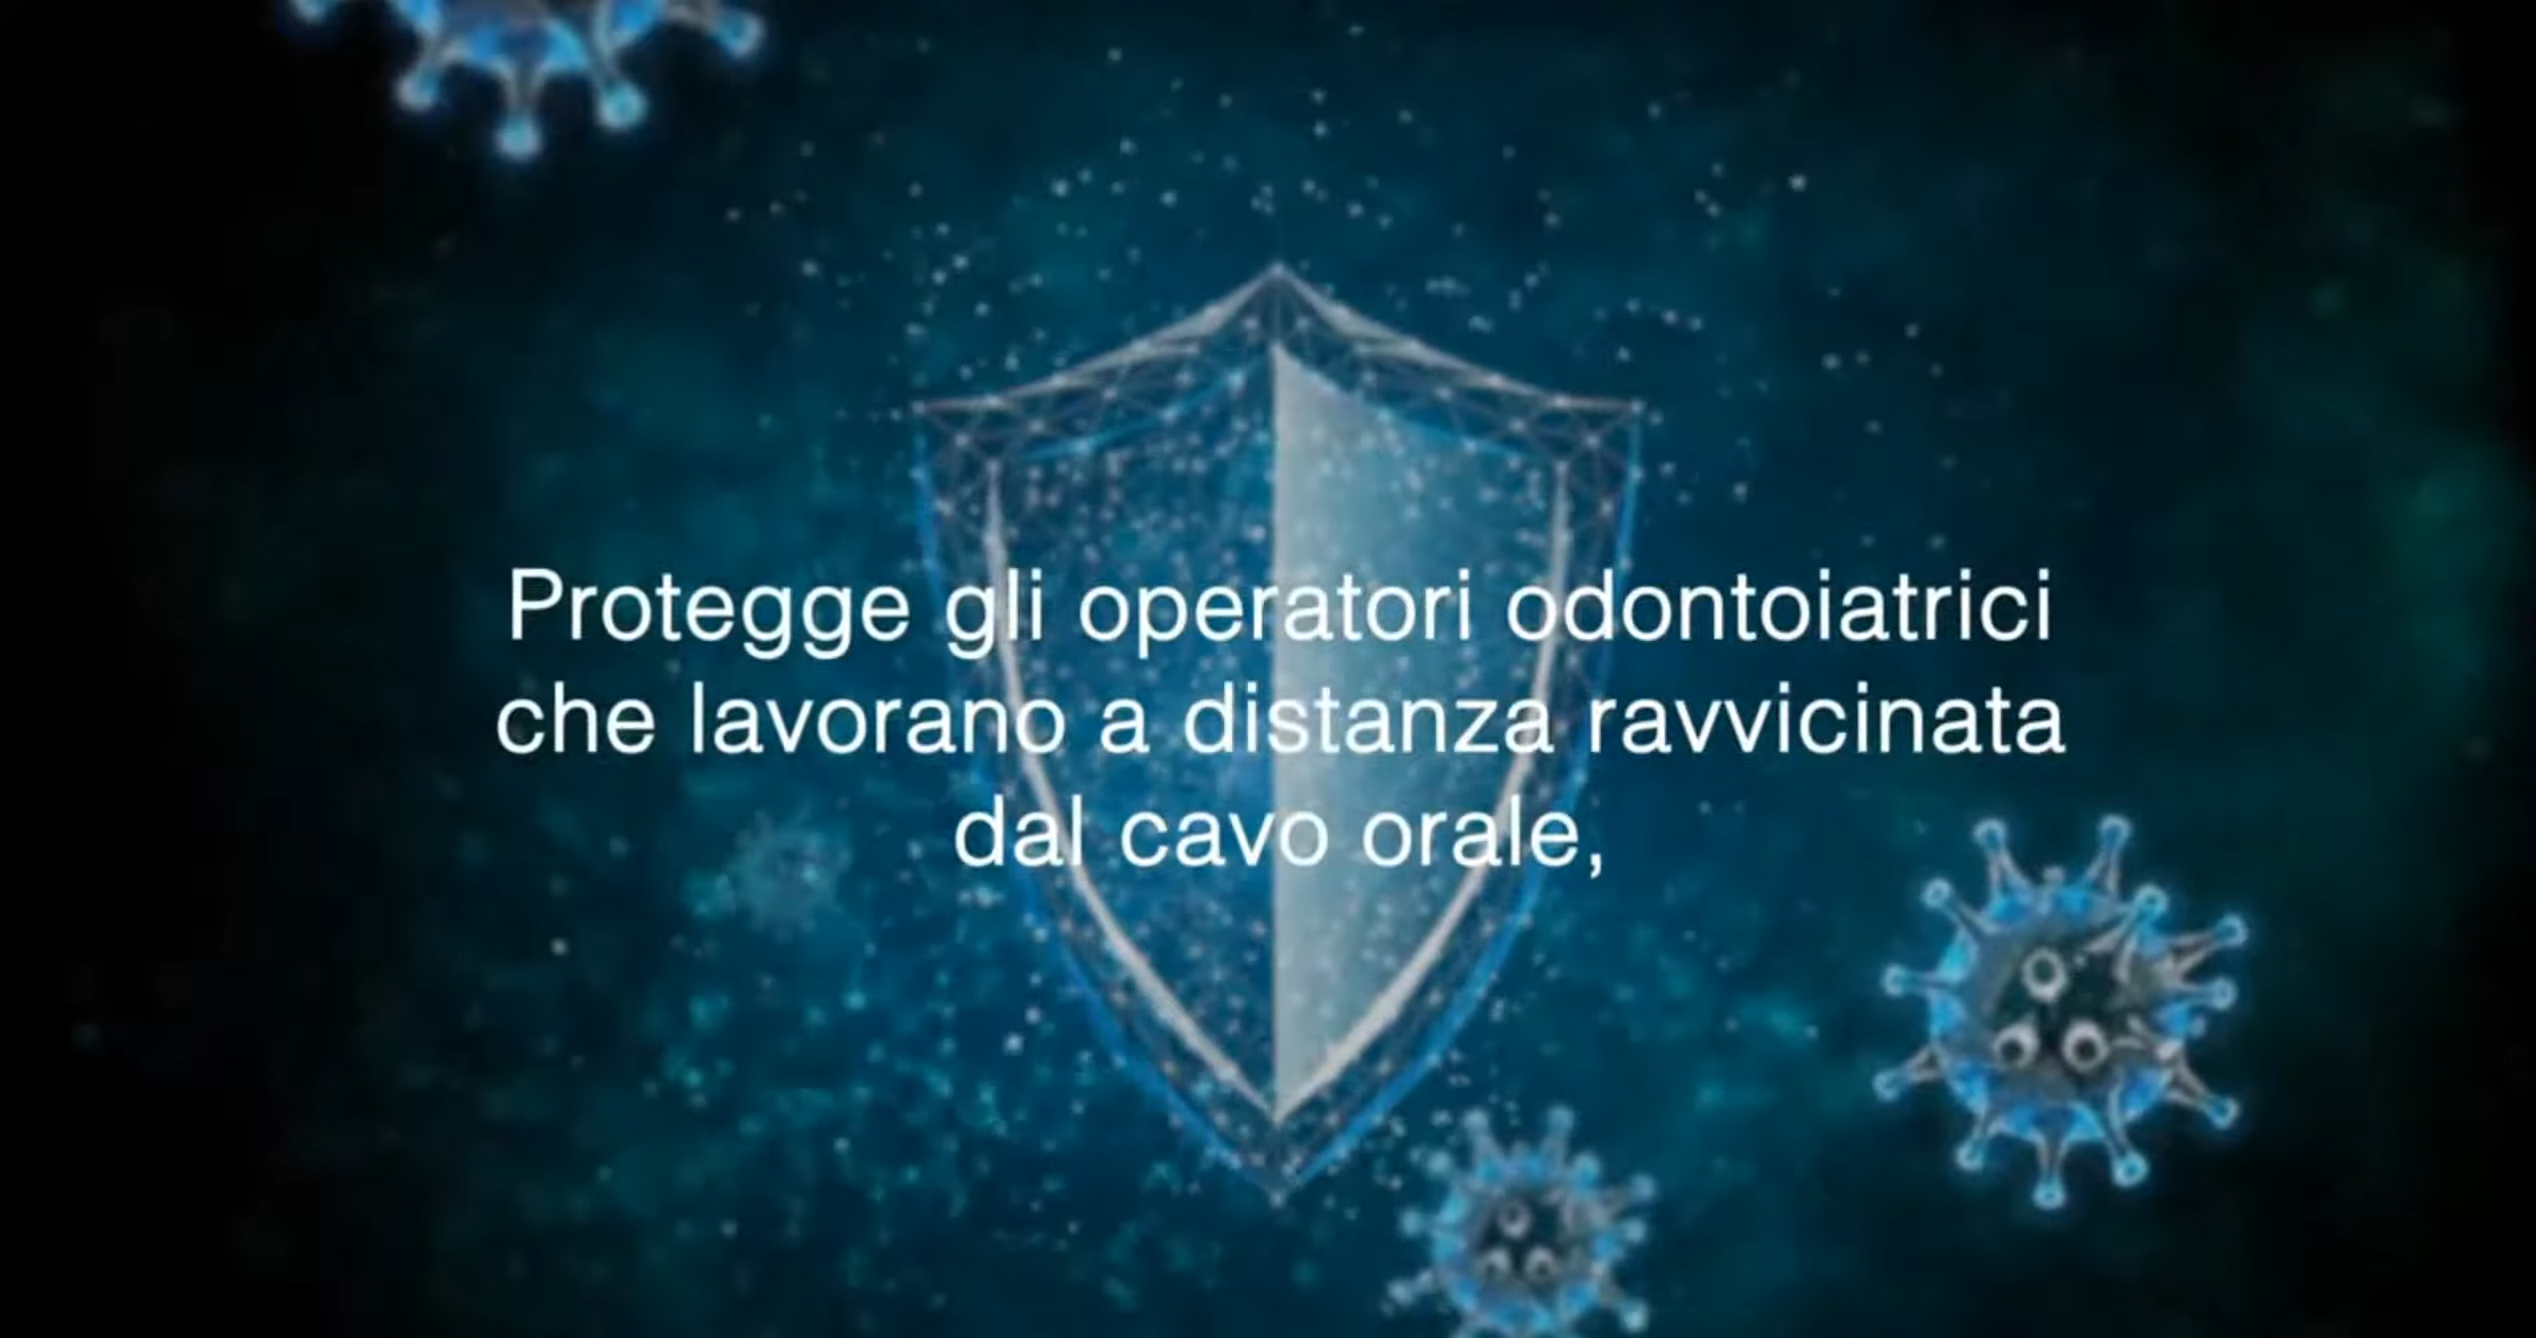 Protegge gli operatori odontoiatrici
che lavorano a distanza ravvicinata
dal cavo orale,